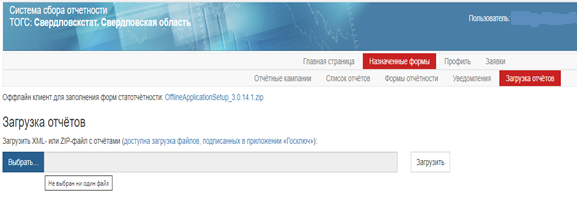 Система сбора отчетности
ТОГС: Свердловскстат. Свердловская область
Пользователь:
Главная страница Назначенные формы Профиль Заявки
Отчётные кампании Список отчётов Формы отчётности Уведомления Загрузка отчётов
Оффлайн клиент для заполнения форм статотчётности: OfflineApplicationSetup_3.0.14.1.zip
Загрузка отчётов
Загрузить XML- или ZIP-файл с отчётами (доступна загрузка файлов, подписанных в приложении «Госключ»):
Выбрать... Загрузить
Не выбран ни один файл